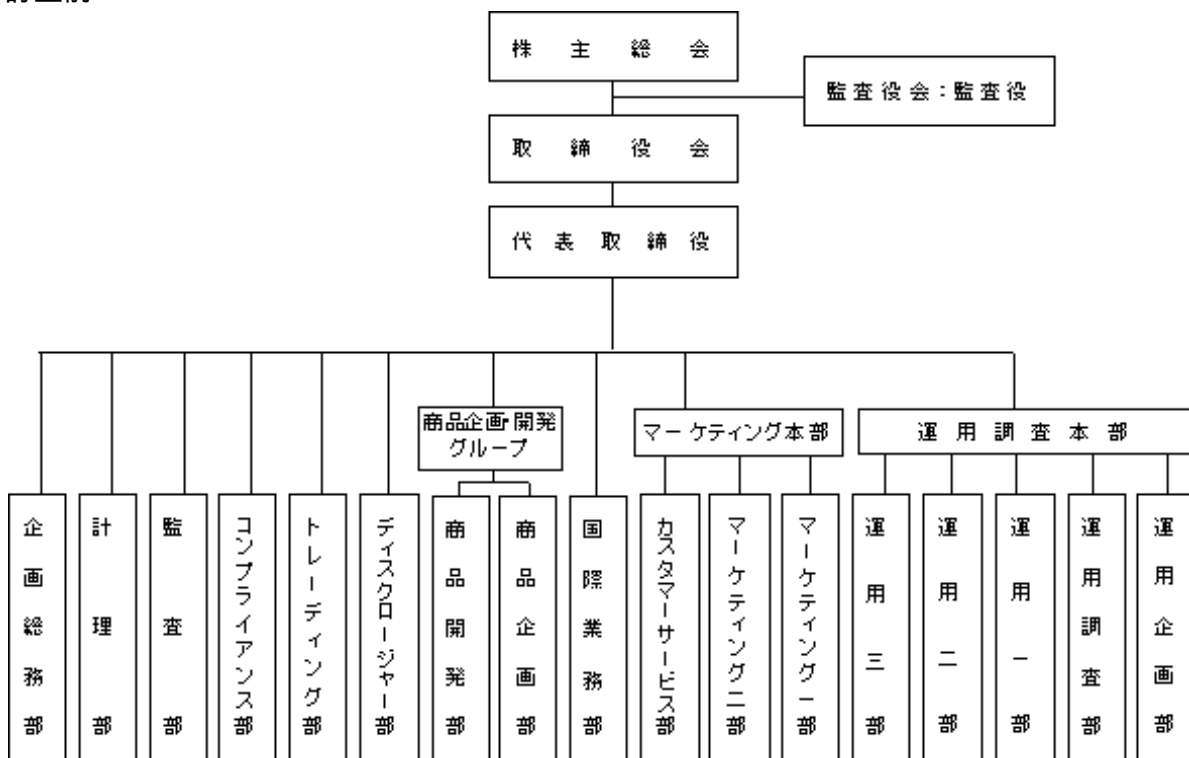 株主総会
監査役会：監査役
取締役会
代表取締役
商品企画・開発
グループ
マーケティング本部
運用調査本部
企画総務部
計理部
監査部
コンプライアンス部
トレーディング部
ディスクロージャー部
商品開発部
商品企画部
国際業務部
カスタマーサービス部
マーケティング二部
マーケティング一部
運用三部
運用二部
運用一部
運用調査部
運用企画部